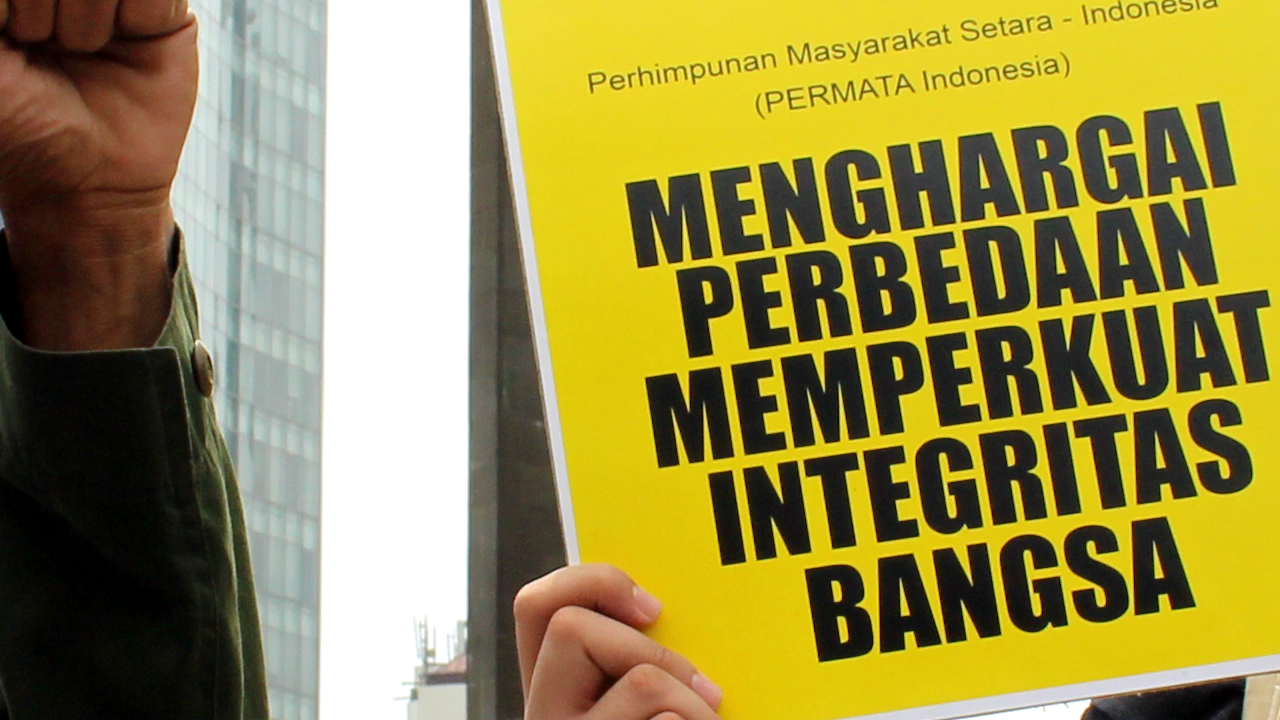 Perhimpunan Masyarakat Setara - Indonesia
(PERMATA Indonesia)
MENGHARGAI
PERBEDAAN
MEMPERKUAT
INTEGRITAS
BANGSA